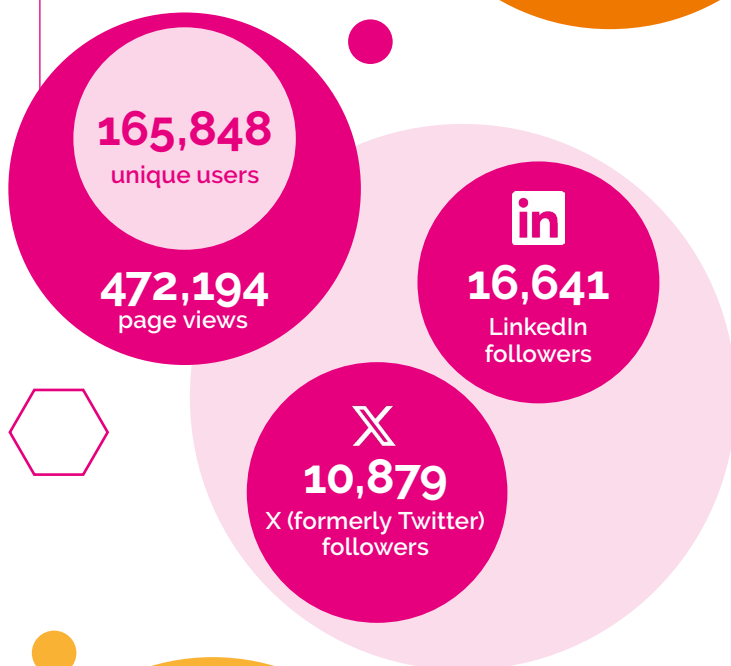 165,848
unique users
472,194
page views
in
16,641
LinkedIn
followers
X
10,879
X (formerly Twitter)
followers